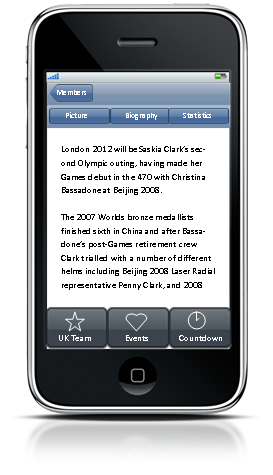 Members
Picture
Biography
Statistics
London 2012 will beSaskia Clark's sec-
ond Olympic outing, having made her
Games debut in the 470 with Christina
Bassadone at Beijing 2008.
The 2007 Worlds bronze medallists
finished sixth in China and after Bassa-
done's post-Games retirement crew
Clark trialled with a number of different
helms including Beijing 2008 Laser Radial
representative Penny Clark, and 2008
UK Team
Events
Countdown